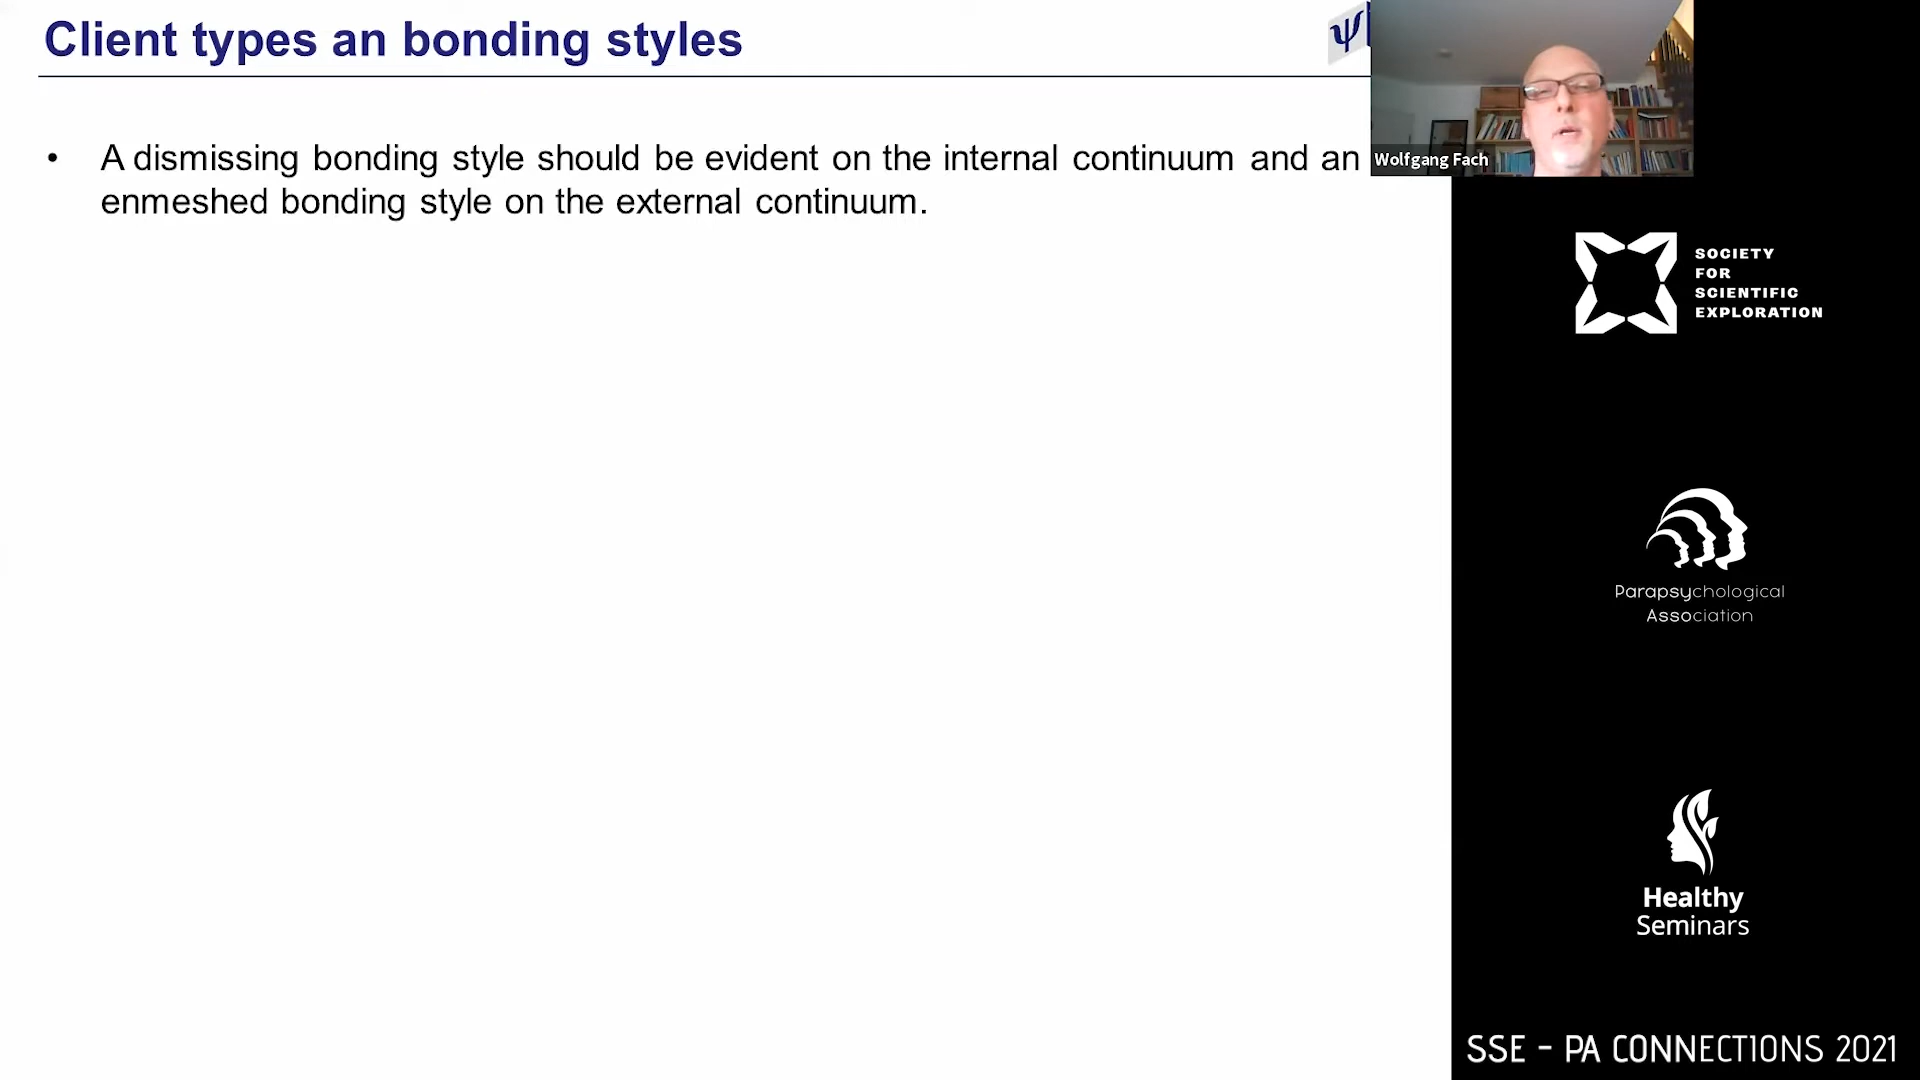 Client types an bonding styles
ψ
• A dismissing bonding style should be evident on the internal continuum and an
enmeshed bonding style on the external continuum.
Wolfgang Fach
SOCIETY
FOR
SCIENTIFIC
EXPLORATION
Parapsychological
Association
Healthy
Seminars
SSE - PA CONNECTIONS 2021